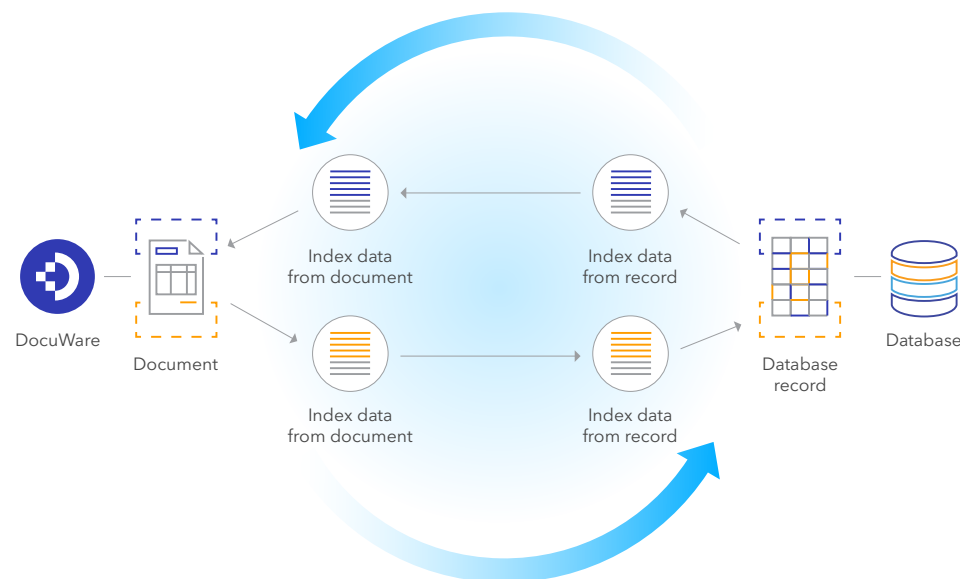 Index data
from document
Index data
from record
DocuWare
Document
Database
record
Database
Index data
from document
Index data
from record